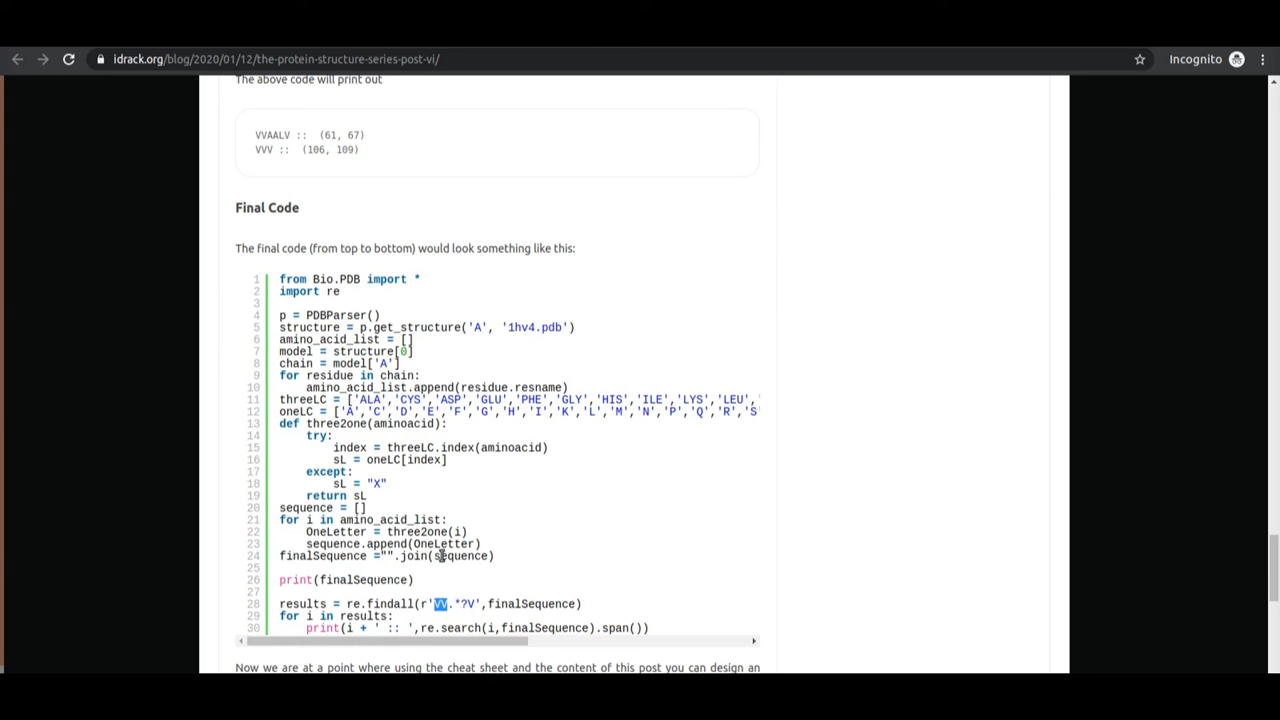 idrack.org/blog/2020/01/12/the-protein-structure-series-post-vi/
Incognito
The above code will print out
VVAALV :: (61, 67)
VVV :: (106, 109)
Final Code
The final code (from top to bottom) would look something like this:
1 from Bio.PDB import *
2 import re
3
4 p = PDBParser()
5 structure = p.get_structure('A', '1hv4.pdb')
6 amino_acid_list = []
7 model = structure[0]
8 chain = model['A']
9 for residue in chain:
10 amino_acid_list.append(residue.resname)
11 threeLC = ['ALA','CYS','ASP','GLU','PHE','GLY','HIS','ILE','LYS','LEU','
12 oneLC = ['A','C','D','E','F','G','H','I','K','L','M','N','P','Q','R','S'
13 def three2one(aminoacid):
14 try:
15 index = threeLC.index(aminoacid)
16 sL = oneLC[index]
17 except:
18 sL = "X"
19 return sL
20 sequence = []
21 for i in amino_acid_list:
22 OneLetter = three2one(i)
23 sequence.append(OneLetter)
24 finalSequence ="".join(sequence)
25
26 print(finalSequence)
27
28 results = re.findall(r'VV.*?V',finalSequence)
29 for i in results:
30 print(i + ' :: ',re.search(i,finalSequence).span())
Now we are at a point where using the cheat sheet and the content of this post you can design an